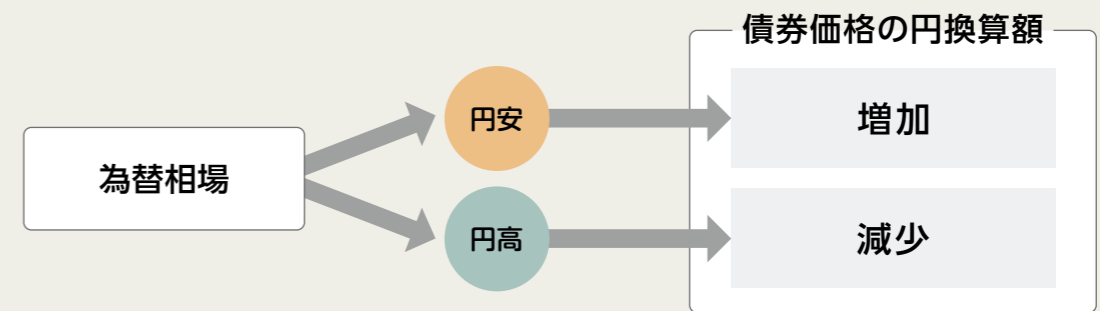 債券価格の円換算額
為替相場
円安
増加
円高
減少